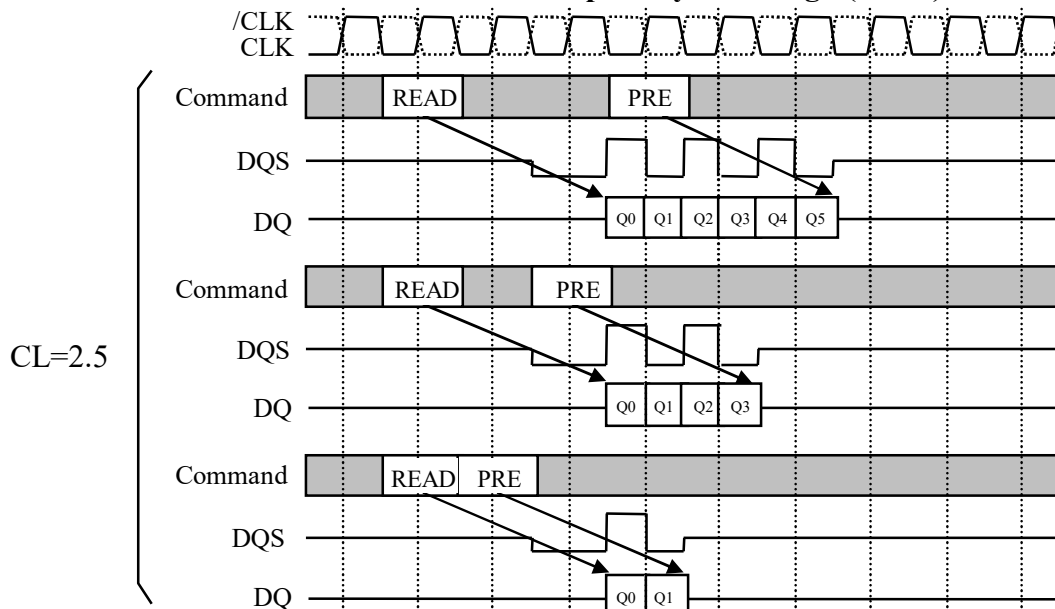 /CLK
CLK
Command READ PRE
DQS
DQ Q0 Q1 Q2 Q3 Q4 Q5
Command READ PRE
CL=2.5
DQS
DQ Q0 Q1 Q2 Q3
Command READ PRE
DQS
DQ Q0 Q1